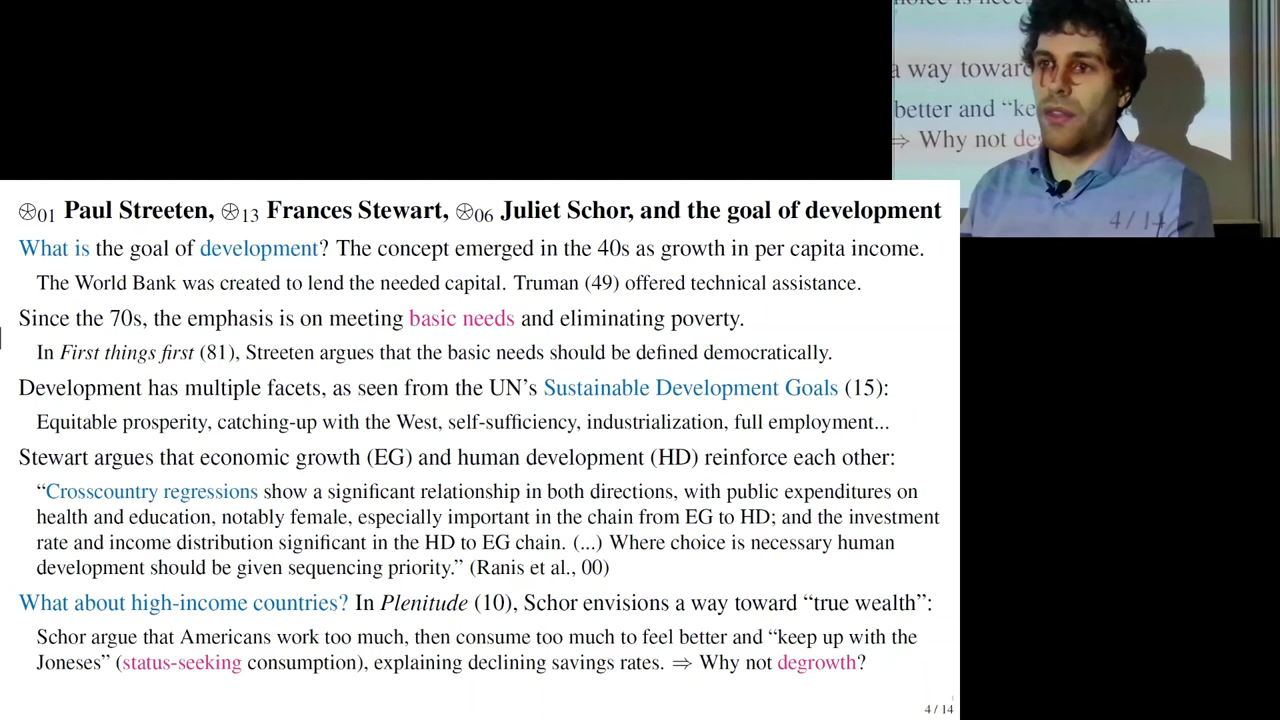 a way toward
better and “ke
⇒ Why not de
4 / 14
⊛01 Paul Streeten, ⊛13 Frances Stewart, ⊛06 Juliet Schor, and the goal of development
What is the goal of development? The concept emerged in the 40s as growth in per capita income.
The World Bank was created to lend the needed capital. Truman (49) offered technical assistance.
Since the 70s, the emphasis is on meeting basic needs and eliminating poverty.
In First things first (81), Streeten argues that the basic needs should be defined democratically.
Development has multiple facets, as seen from the UN’s Sustainable Development Goals (15):
Equitable prosperity, catching-up with the West, self-sufficiency, industrialization, full employment...
Stewart argues that economic growth (EG) and human development (HD) reinforce each other:
“Crosscountry regressions show a significant relationship in both directions, with public expenditures on
health and education, notably female, especially important in the chain from EG to HD; and the investment
rate and income distribution significant in the HD to EG chain. (...) Where choice is necessary human
development should be given sequencing priority.” (Ranis et al., 00)
What about high-income countries? In Plenitude (10), Schor envisions a way toward “true wealth”:
Schor argue that Americans work too much, then consume too much to feel better and “keep up with the
Joneses” (status-seeking consumption), explaining declining savings rates. ⇒ Why not degrowth?
4 / 14